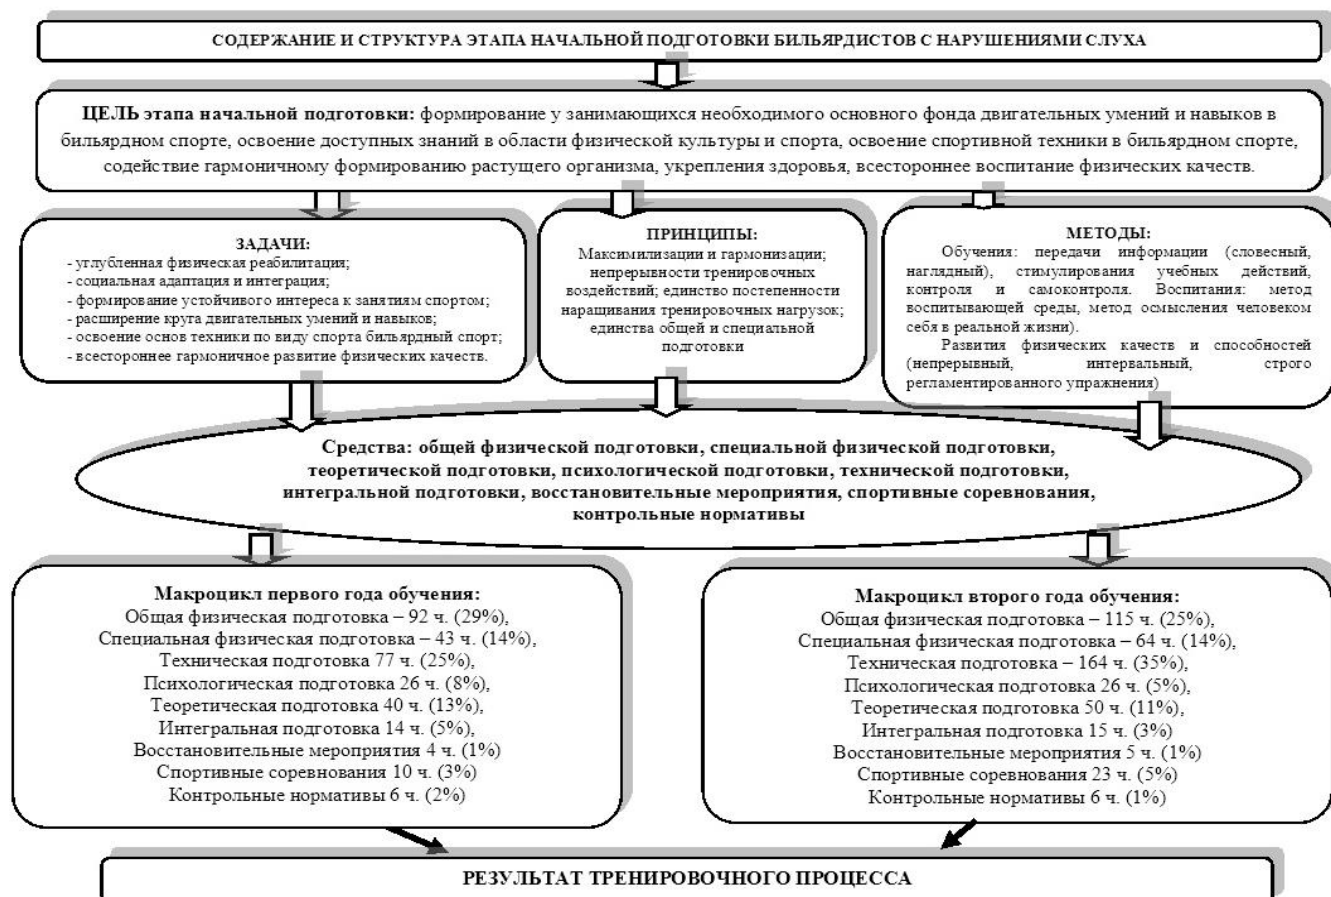 СОДЕРЖАНИЕ И СТРУКТУРА ЭТАПА НАЧАЛЬНОЙ ПОДГОТОВКИ БИЛЬЯРДИСТОВ С НАРУШЕНИЯМИ СЛУХА
ЦЕЛЬ этапа начальной подготовки: формирование у занимающихся необходимого основного фонда двигательных умений и навыков в
бильярдном спорте, освоение доступных знаний в области физической культуры и спорта, освоение спортивной техники в бильярдном спорте,
содействие гармоничному формированию растущего организма, укрепления здоровья, всестороннее воспитание физических качеств.
ЗАДАЧИ:
- углубленная физическая реабилитация;
- социальная адаптация и интеграция;
- формирование устойчивого интереса к занятиям спортом;
- расширение круга двигательных умений и навыков;
- освоение основ техники по виду спорта бильярдный спорт;
- всестороннее гармоничное развитие физических качеств.
ПРИНЦИПЫ:
Максимилизации и гармонизации;
непрерывности тренировочных
воздействий; единство постепенности
наращивания тренировочных нагрузок;
единства общей и специальной
подготовки
МЕТОДЫ:
Обучения: передачи информации (словесный,
наглядный), стимулирования учебных действий,
контроля и самоконтроля. Воспитания: метод
воспитывающей среды, метод осмысления человеком
себя в реальной жизни).
Развития физических качеств и способностей
(непрерывный, интервальный, строго
регламентированного упражнения)
Средства: общей физической подготовки, специальной физической подготовки,
теоретической подготовки, психологической подготовки, технической подготовки,
интегральной подготовки, восстановительные мероприятия, спортивные соревнования,
контрольные нормативы
Макроцикл первого года обучения:
Общая физическая подготовка – 92 ч. (29%),
Специальная физическая подготовка – 43 ч. (14%),
Техническая подготовка 77 ч. (25%),
Психологическая подготовка 26 ч. (8%),
Теоретическая подготовка 40 ч. (13%),
Интегральная подготовка 14 ч. (5%),
Восстановительные мероприятия 4 ч. (1%)
Спортивные соревнования 10 ч. (3%)
Контрольные нормативы 6 ч. (2%)
Макроцикл второго года обучения:
Общая физическая подготовка – 115 ч. (25%),
Специальная физическая подготовка – 64 ч. (14%),
Техническая подготовка – 164 ч. (35%),
Психологическая подготовка 26 ч. (5%),
Теоретическая подготовка 50 ч. (11%),
Интегральная подготовка 15 ч. (3%)
Восстановительные мероприятия 5 ч. (1%)
Спортивные соревнования 23 ч. (5%)
Контрольные нормативы 6 ч. (1%)
РЕЗУЛЬТАТ ТРЕНИРОВОЧНОГО ПРОЦЕССА